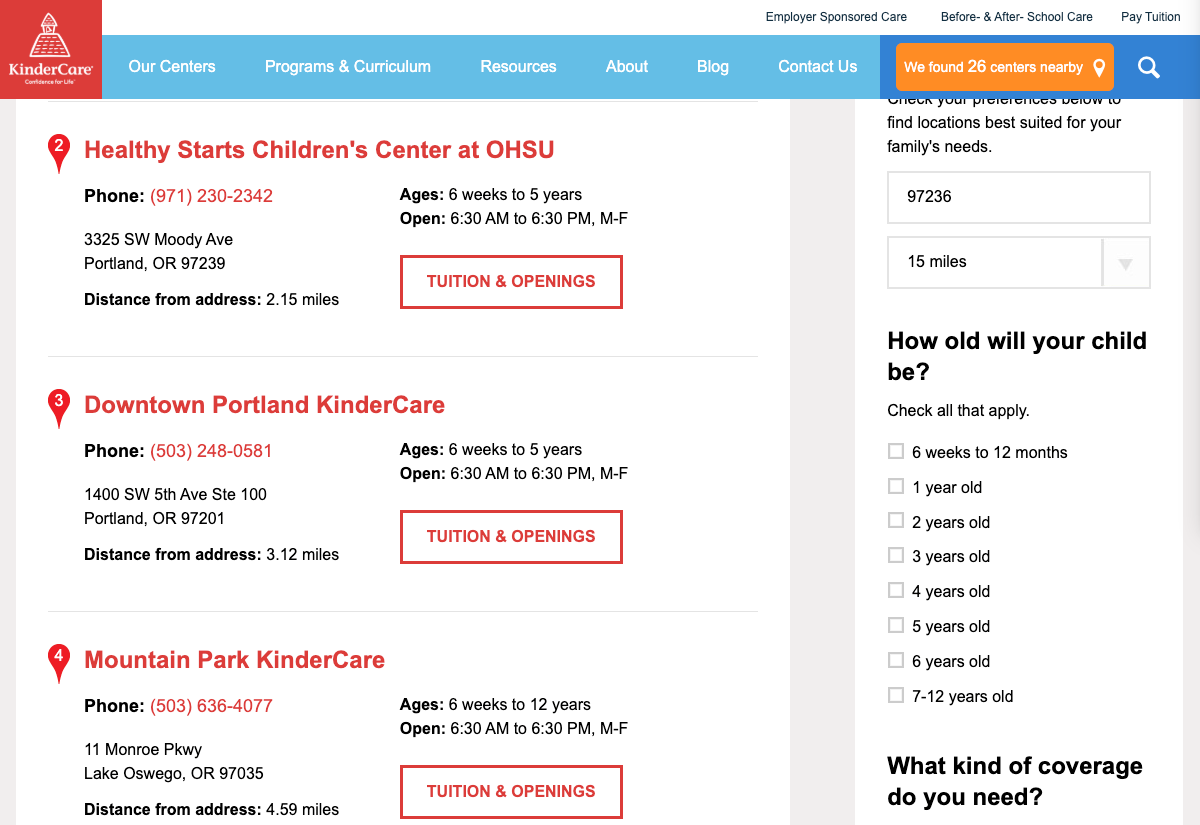 Employer Sponsored Care
Before- & After- School Care
Pay Tuition
KinderCare
Confidence for Life
Our Centers
Programs & Curriculum
Resources
About
Blog
Contact Us
We found 26 centers nearby
2
Healthy Starts Children's Center at OHSU
Phone: (971) 230-2342
3325 SW Moody Ave
Portland, OR 97239
Distance from address: 2.15 miles
Ages: 6 weeks to 5 years
Open: 6:30 AM to 6:30 PM, M-F
TUITION & OPENINGS
3
Downtown Portland KinderCare
Phone: (503) 248-0581
1400 SW 5th Ave Ste 100
Portland, OR 97201
Distance from address: 3.12 miles
Ages: 6 weeks to 5 years
Open: 6:30 AM to 6:30 PM, M-F
TUITION & OPENINGS
4
Mountain Park KinderCare
Phone: (503) 636-4077
11 Monroe Pkwy
Lake Oswego, OR 97035
Distance from address: 4.59 miles
Ages: 6 weeks to 12 years
Open: 6:30 AM to 6:30 PM, M-F
TUITION & OPENINGS
Check your preferences below to
find locations best suited for your
family's needs.
97236
15 miles
How old will your child
be?
Check all that apply.
6 weeks to 12 months
1 year old
2 years old
3 years old
4 years old
5 years old
6 years old
7-12 years old
What kind of coverage
do you need?